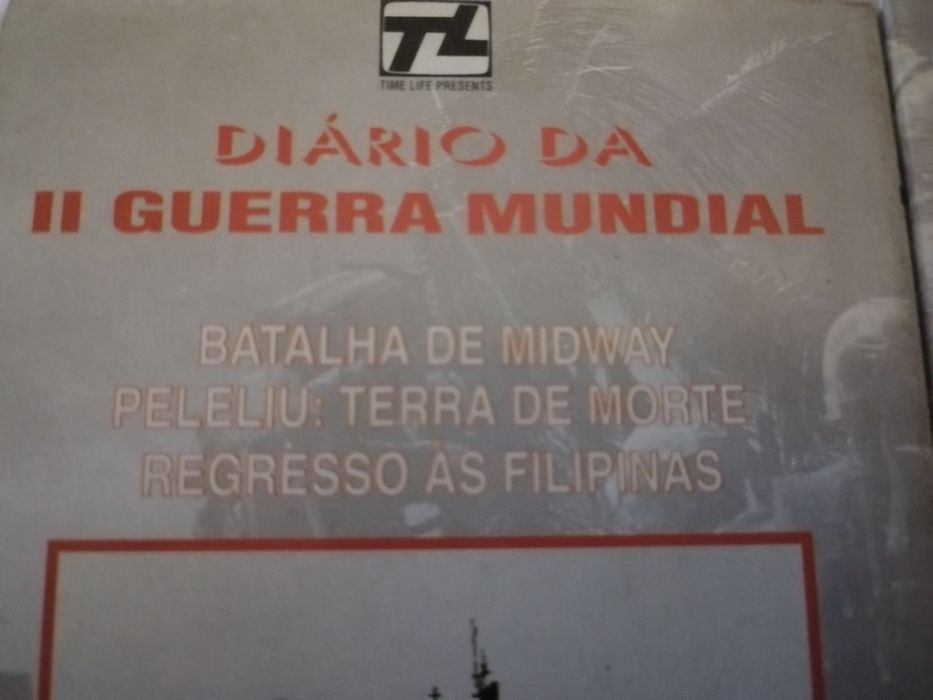 TL
TIME LIFE PRESENTS
DIÁRIO DA
II GUERRA MUNDIAL
BATALHA DE MIDWAY
PELELIU: TERRA DE MORTE
REGRESSO ÀS FILIPINAS